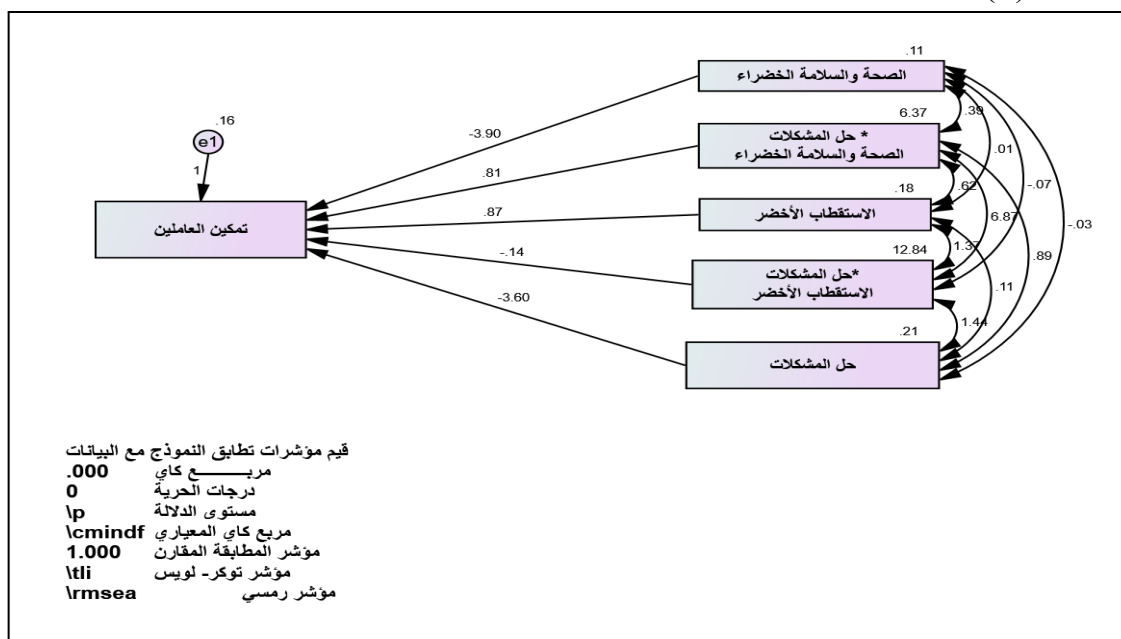 .11
الصحة والسلامة الخضراء
.16
e1
1
-3.90
6.37
.39
حل المشكلات *
الصحة والسلامة الخضراء
.81
.01
.18
.62
-.07
الاستقطاب الأخضر
.87
6.87
-.03
تمكين العاملين
12.84
1.37
.89
حل المشكلات*
الاستقطاب الأخضر
-.14
.11
-3.60
.21
1.44
حل المشكلات
قيم مؤشرات تطابق النموذج مع البيانات
مربـــــــع كاي .000
درجات الحرية 0
مستوى الدلالة \p
مربع كاي المعياري \cmindf
مؤشر المطابقة المقارن 1.000
مؤشر توكر- لويس \tli
مؤشر رمسي \rmsea